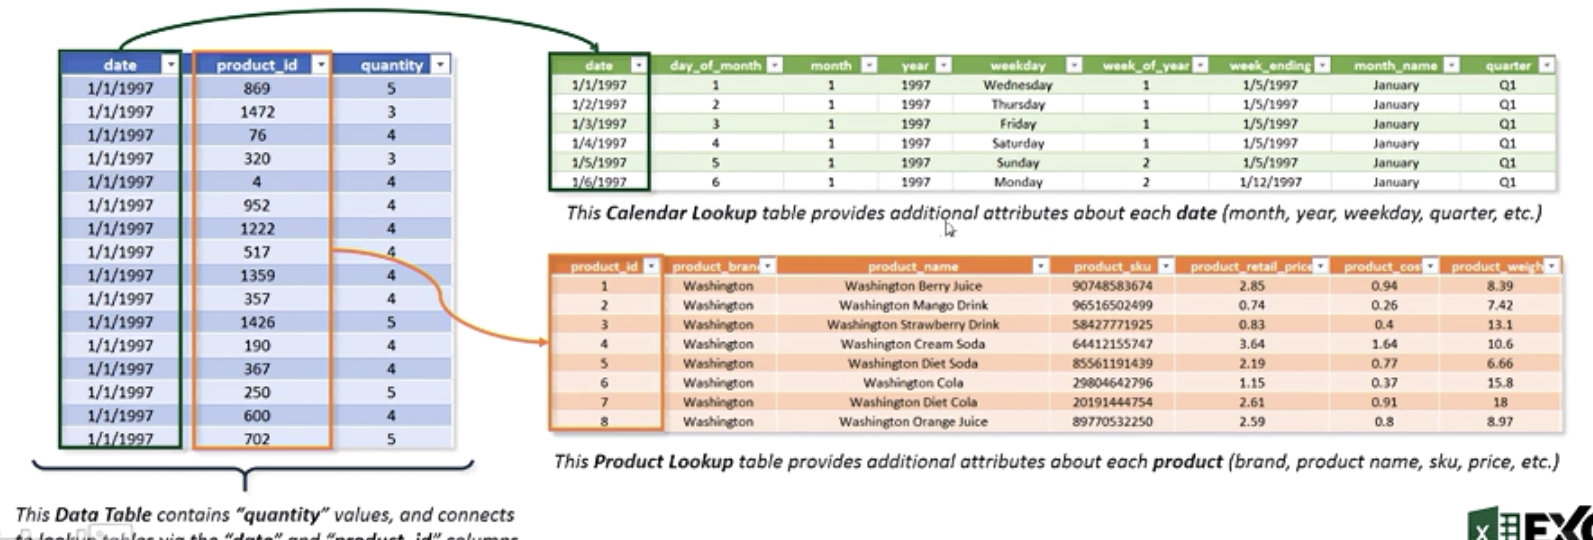 date product_id quantity
1/1/1997 869 5
1/1/1997 1472 3
1/1/1997 76 4
1/1/1997 320 3
1/1/1997 4 4
1/1/1997 952 4
1/1/1997 1222 4
1/1/1997 517 4
1/1/1997 1359 4
1/1/1997 357 4
1/1/1997 1426 5
1/1/1997 190 4
1/1/1997 367 4
1/1/1997 250 5
1/1/1997 600 4
1/1/1997 702 5
This Data Table contains "quantity" values, and connects
to lookup tables via the "date" and "product_id" columns
date day_of_month month year weekday week_of_year week_ending month_name quarter
1/1/1997 1 1 1997 Wednesday 1 1/5/1997 January Q1
1/2/1997 2 1 1997 Thursday 1 1/5/1997 January Q1
1/3/1997 3 1 1997 Friday 1 1/5/1997 January Q1
1/4/1997 4 1 1997 Saturday 1 1/5/1997 January Q1
1/5/1997 5 1 1997 Sunday 2 1/5/1997 January Q1
1/6/1997 6 1 1997 Monday 2 1/12/1997 January Q1
This Calendar Lookup table provides additional attributes about each date (month, year, weekday, quarter, etc.)
product_id product_bran product_name product_sku product_retail_price product_cos product_weigh
1 Washington Washington Berry Juice 90748583674 2.85 0.94 8.39
2 Washington Washington Mango Drink 96516502499 0.74 0.26 7.42
3 Washington Washington Strawberry Drink 58427771925 0.83 0.4 13.1
4 Washington Washington Cream Soda 64412155747 3.64 1.64 10.6
5 Washington Washington Diet Soda 85561191439 2.19 0.77 6.66
6 Washington Washington Cola 29804642796 1.15 0.37 15.8
7 Washington Washington Diet Cola 20191444754 2.61 0.91 18
8 Washington Washington Orange Juice 89770532250 2.59 0.8 8.97
This Product Lookup table provides additional attributes about each product (brand, product name, sku, price, etc.)